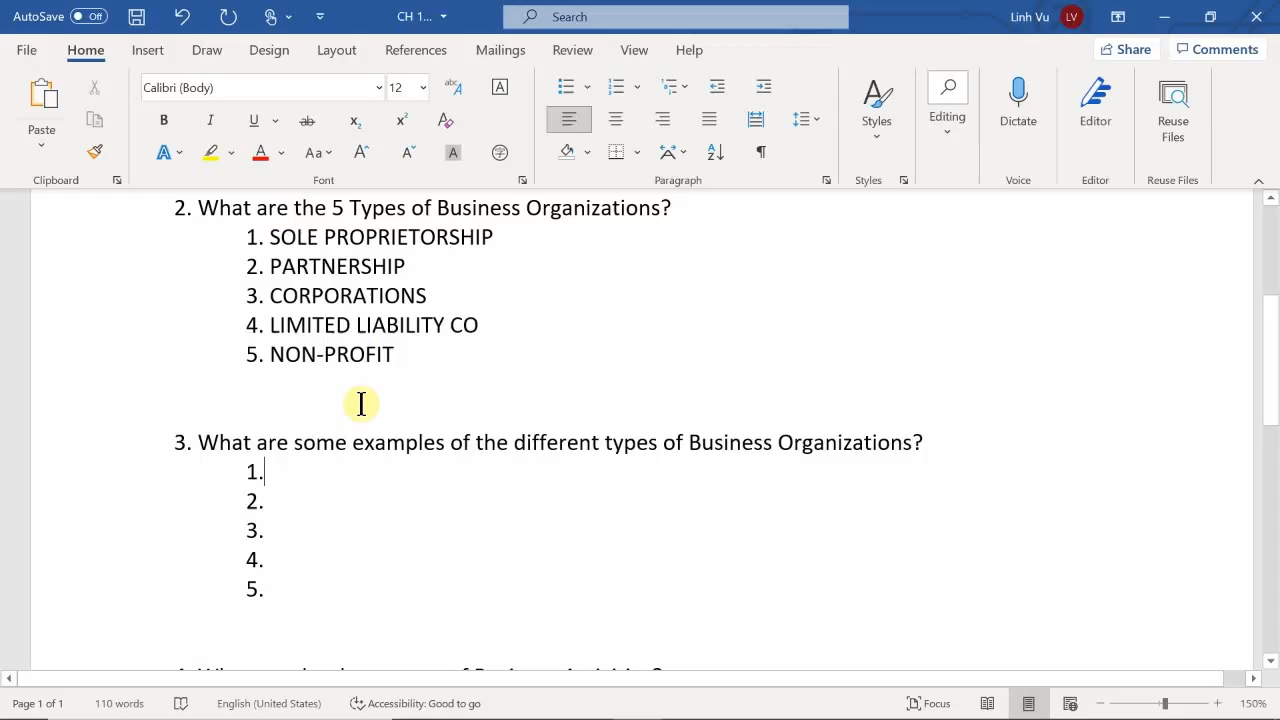 AutoSave Off CH 1... Search Linh Vu LV
File Home Insert Draw Design Layout References Mailings Review View Help Share Comments
Calibri (Body) 12
Paste Styles Editing Dictate Editor Reuse Files
Clipboard Font Paragraph Styles Voice Editor Reuse Files
2. What are the 5 Types of Business Organizations?
1. SOLE PROPRIETORSHIP
2. PARTNERSHIP
3. CORPORATIONS
4. LIMITED LIABILITY CO
5. NON-PROFIT
3. What are some examples of the different types of Business Organizations?
1.
2.
3.
4.
5.
Page 1 of 1 110 words English (United States) Accessibility: Good to go Focus 150%